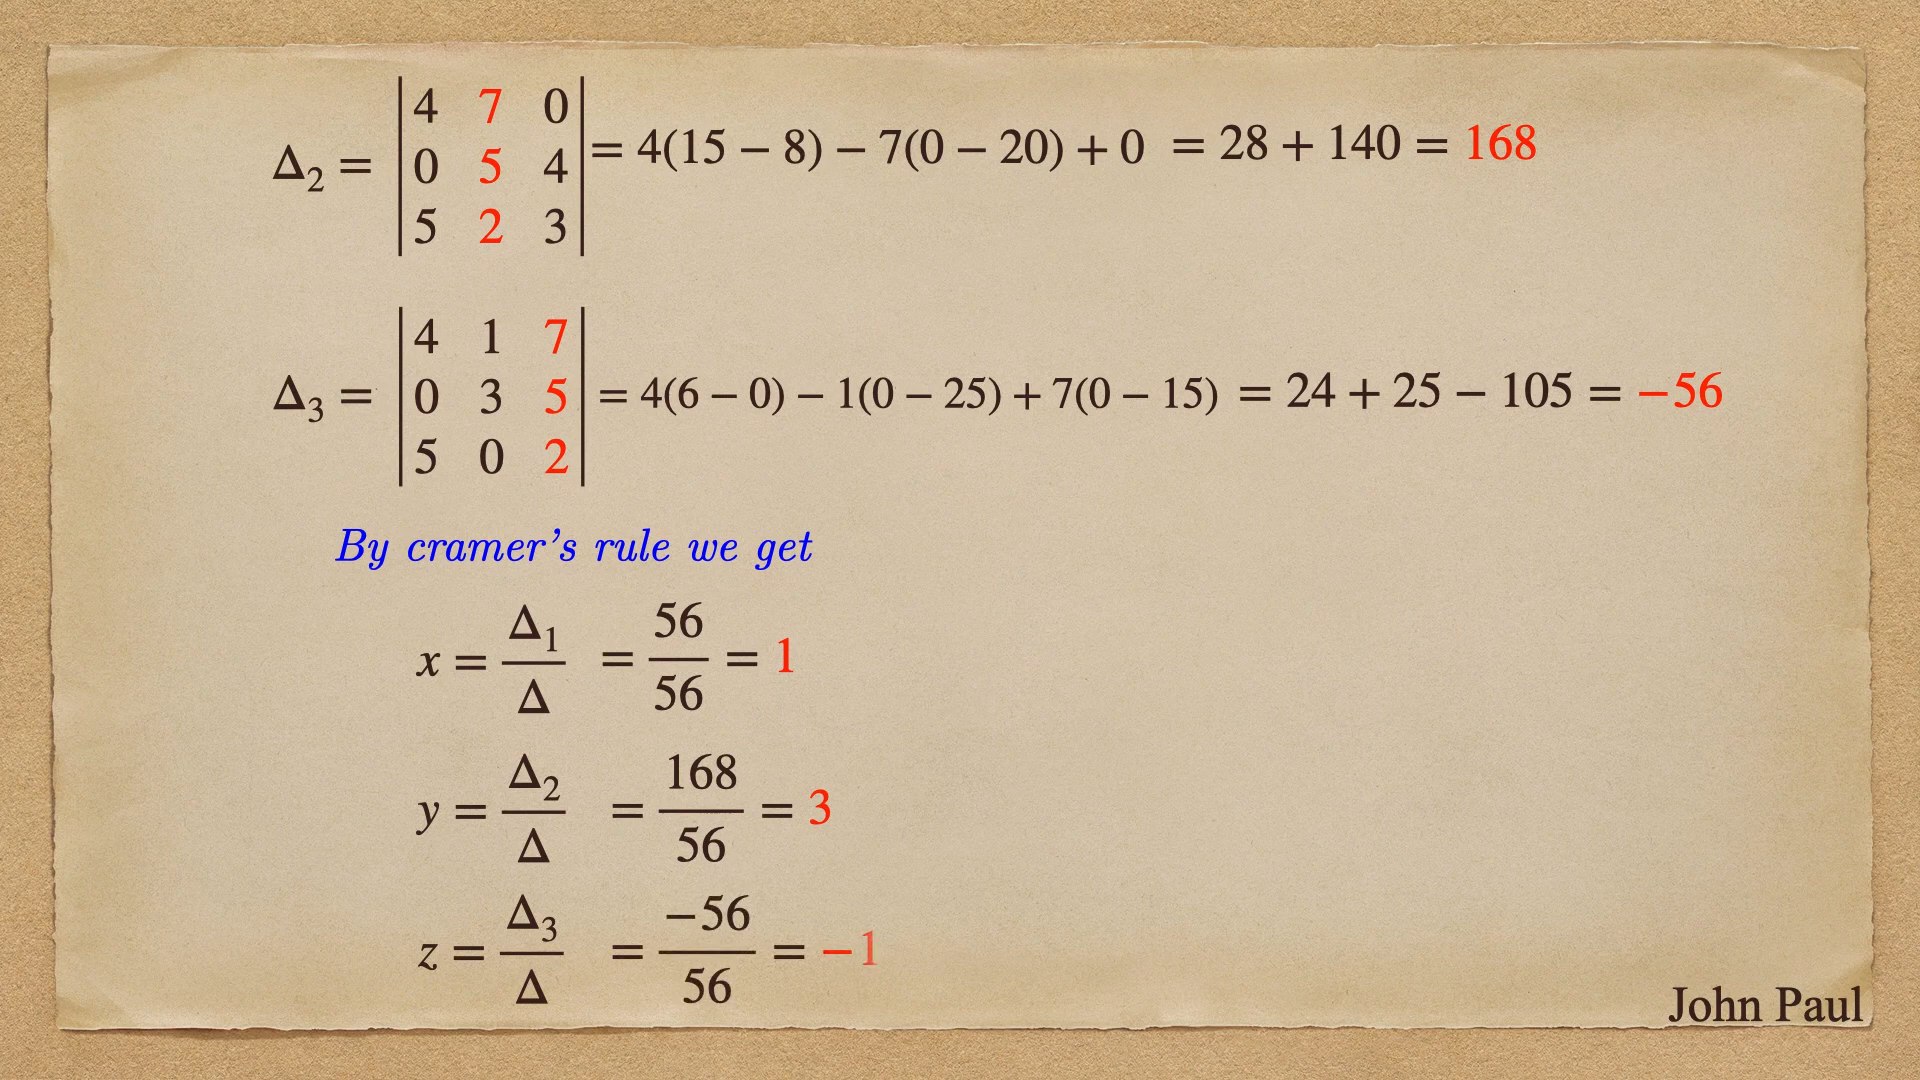 Δ₂ = |4 7 0; 0 5 4; 5 2 3| = 4(15 − 8) − 7(0 − 20) + 0 = 28 + 140 = 168
Δ₃ = |4 1 7; 0 3 5; 5 0 2| = 4(6 − 0) − 1(0 − 25) + 7(0 − 15) = 24 + 25 − 105 = −56
By cramer's rule we get
x = Δ₁/Δ = 56/56 = 1
y = Δ₂/Δ = 168/56 = 3
z = Δ₃/Δ = −56/56 = −1
John Paul